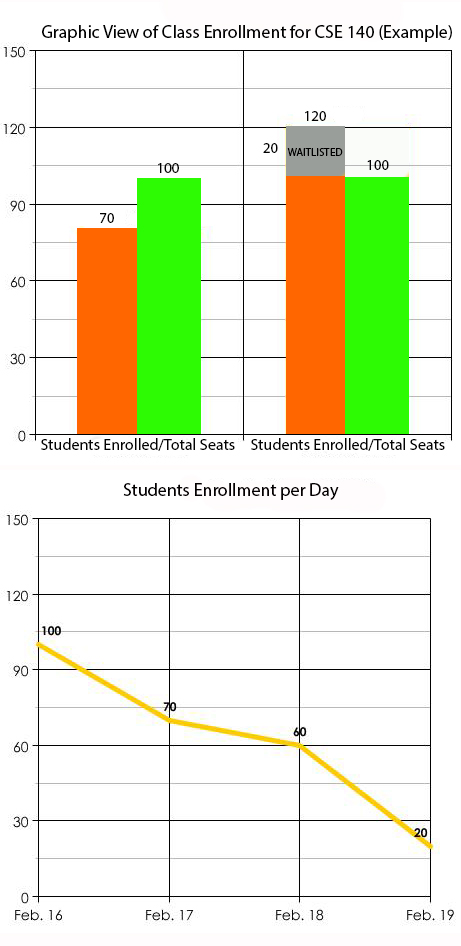 Graphic View of Class Enrollment for CSE 140 (Example)
150
120
90
60
30
0
70
100
120
20
WAITLISTED
100
Students Enrolled/Total Seats
Students Enrolled/Total Seats
Students Enrollment per Day
150
120
90
60
30
0
100
70
60
20
Feb. 16
Feb. 17
Feb. 18
Feb. 19